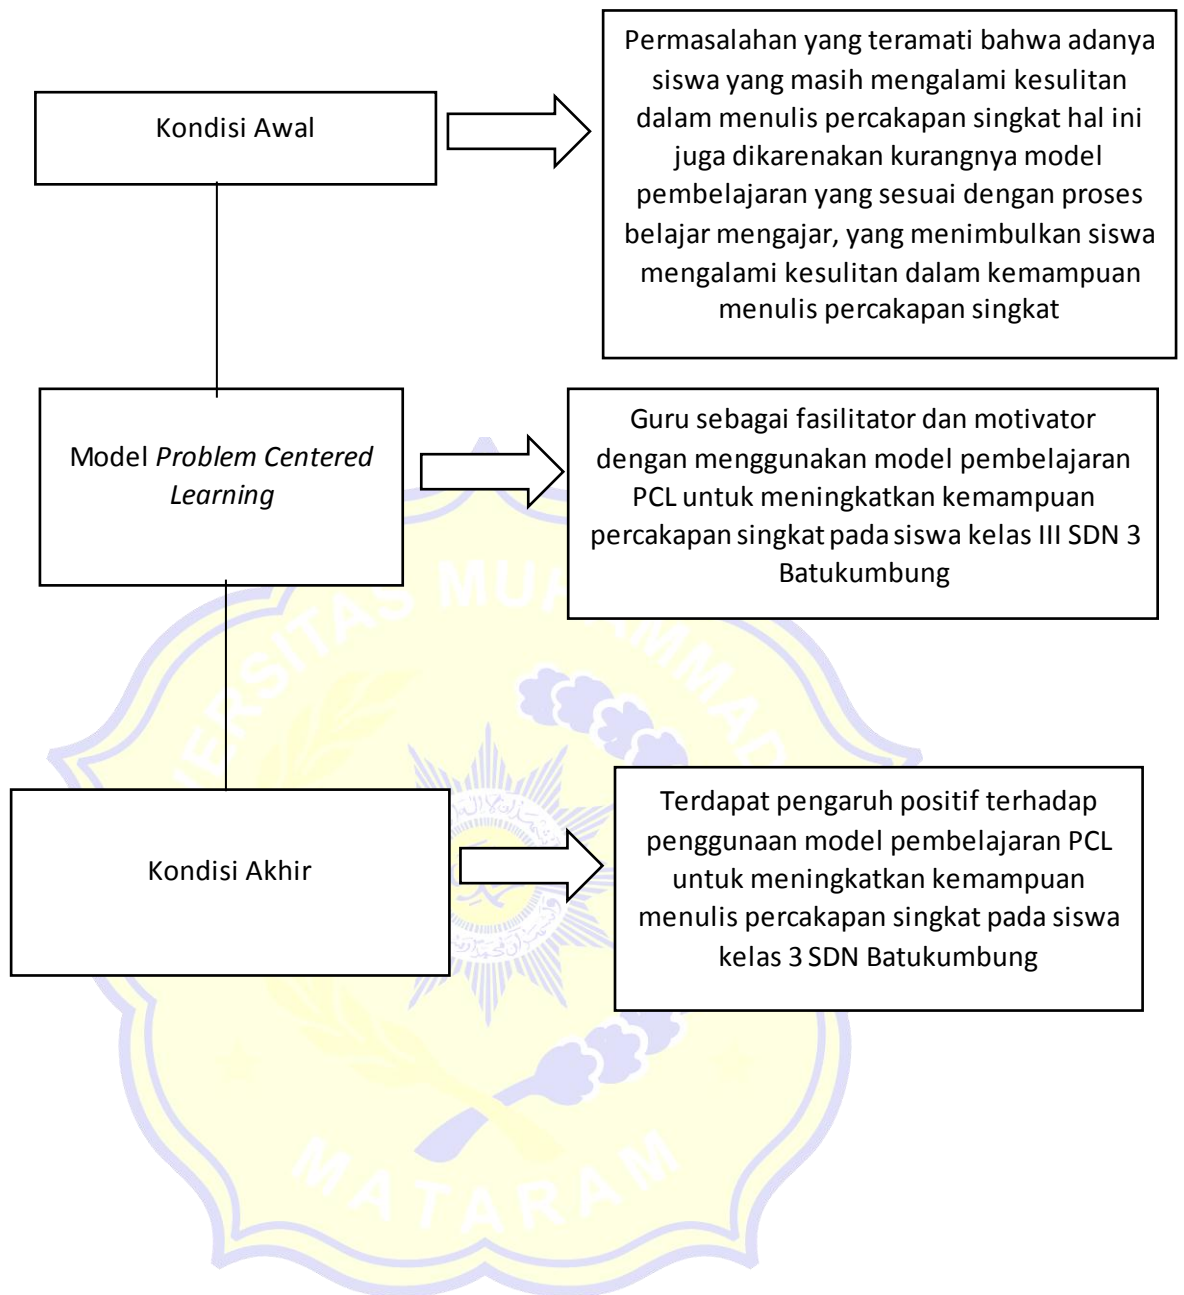 Kondisi Awal
Permasalahan yang teramati bahwa adanya
siswa yang masih mengalami kesulitan
dalam menulis percakapan singkat hal ini
juga dikarenakan kurangnya model
pembelajaran yang sesuai dengan proses
belajar mengajar, yang menimbulkan siswa
mengalami kesulitan dalam kemampuan
menulis percakapan singkat
Model Problem Centered
Learning
Guru sebagai fasilitator dan motivator
dengan menggunakan model pembelajaran
PCL untuk meningkatkan kemampuan
percakapan singkat pada siswa kelas III SDN 3
Batukumbung
Kondisi Akhir
Terdapat pengaruh positif terhadap
penggunaan model pembelajaran PCL
untuk meningkatkan kemampuan
menulis percakapan singkat pada siswa
kelas 3 SDN Batukumbung
MATARAM